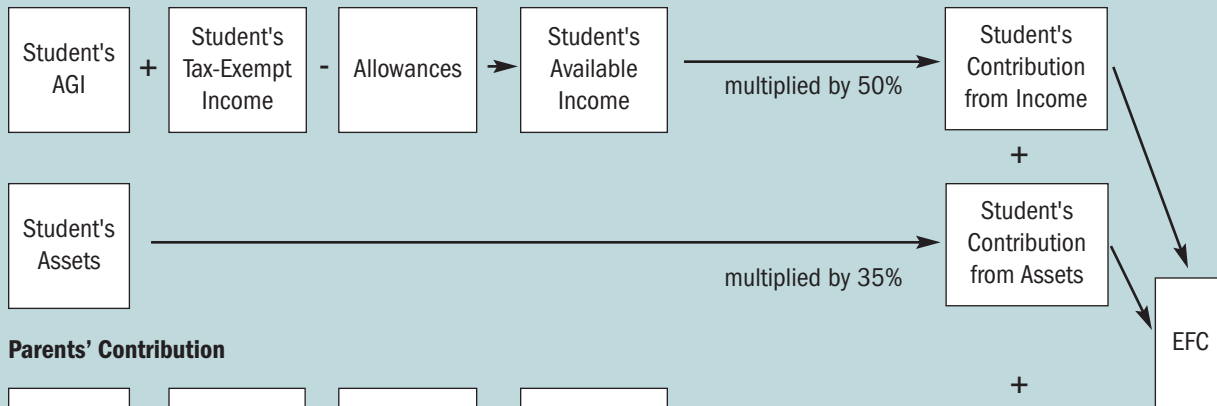 Student's
AGI
+
Student's
Tax-Exempt
Income
-
Allowances
Student's
Available
Income
multiplied by 50%
Student's
Contribution
from Income
+
Student's
Assets
multiplied by 35%
Student's
Contribution
from Assets
EFC
Parents' Contribution
+